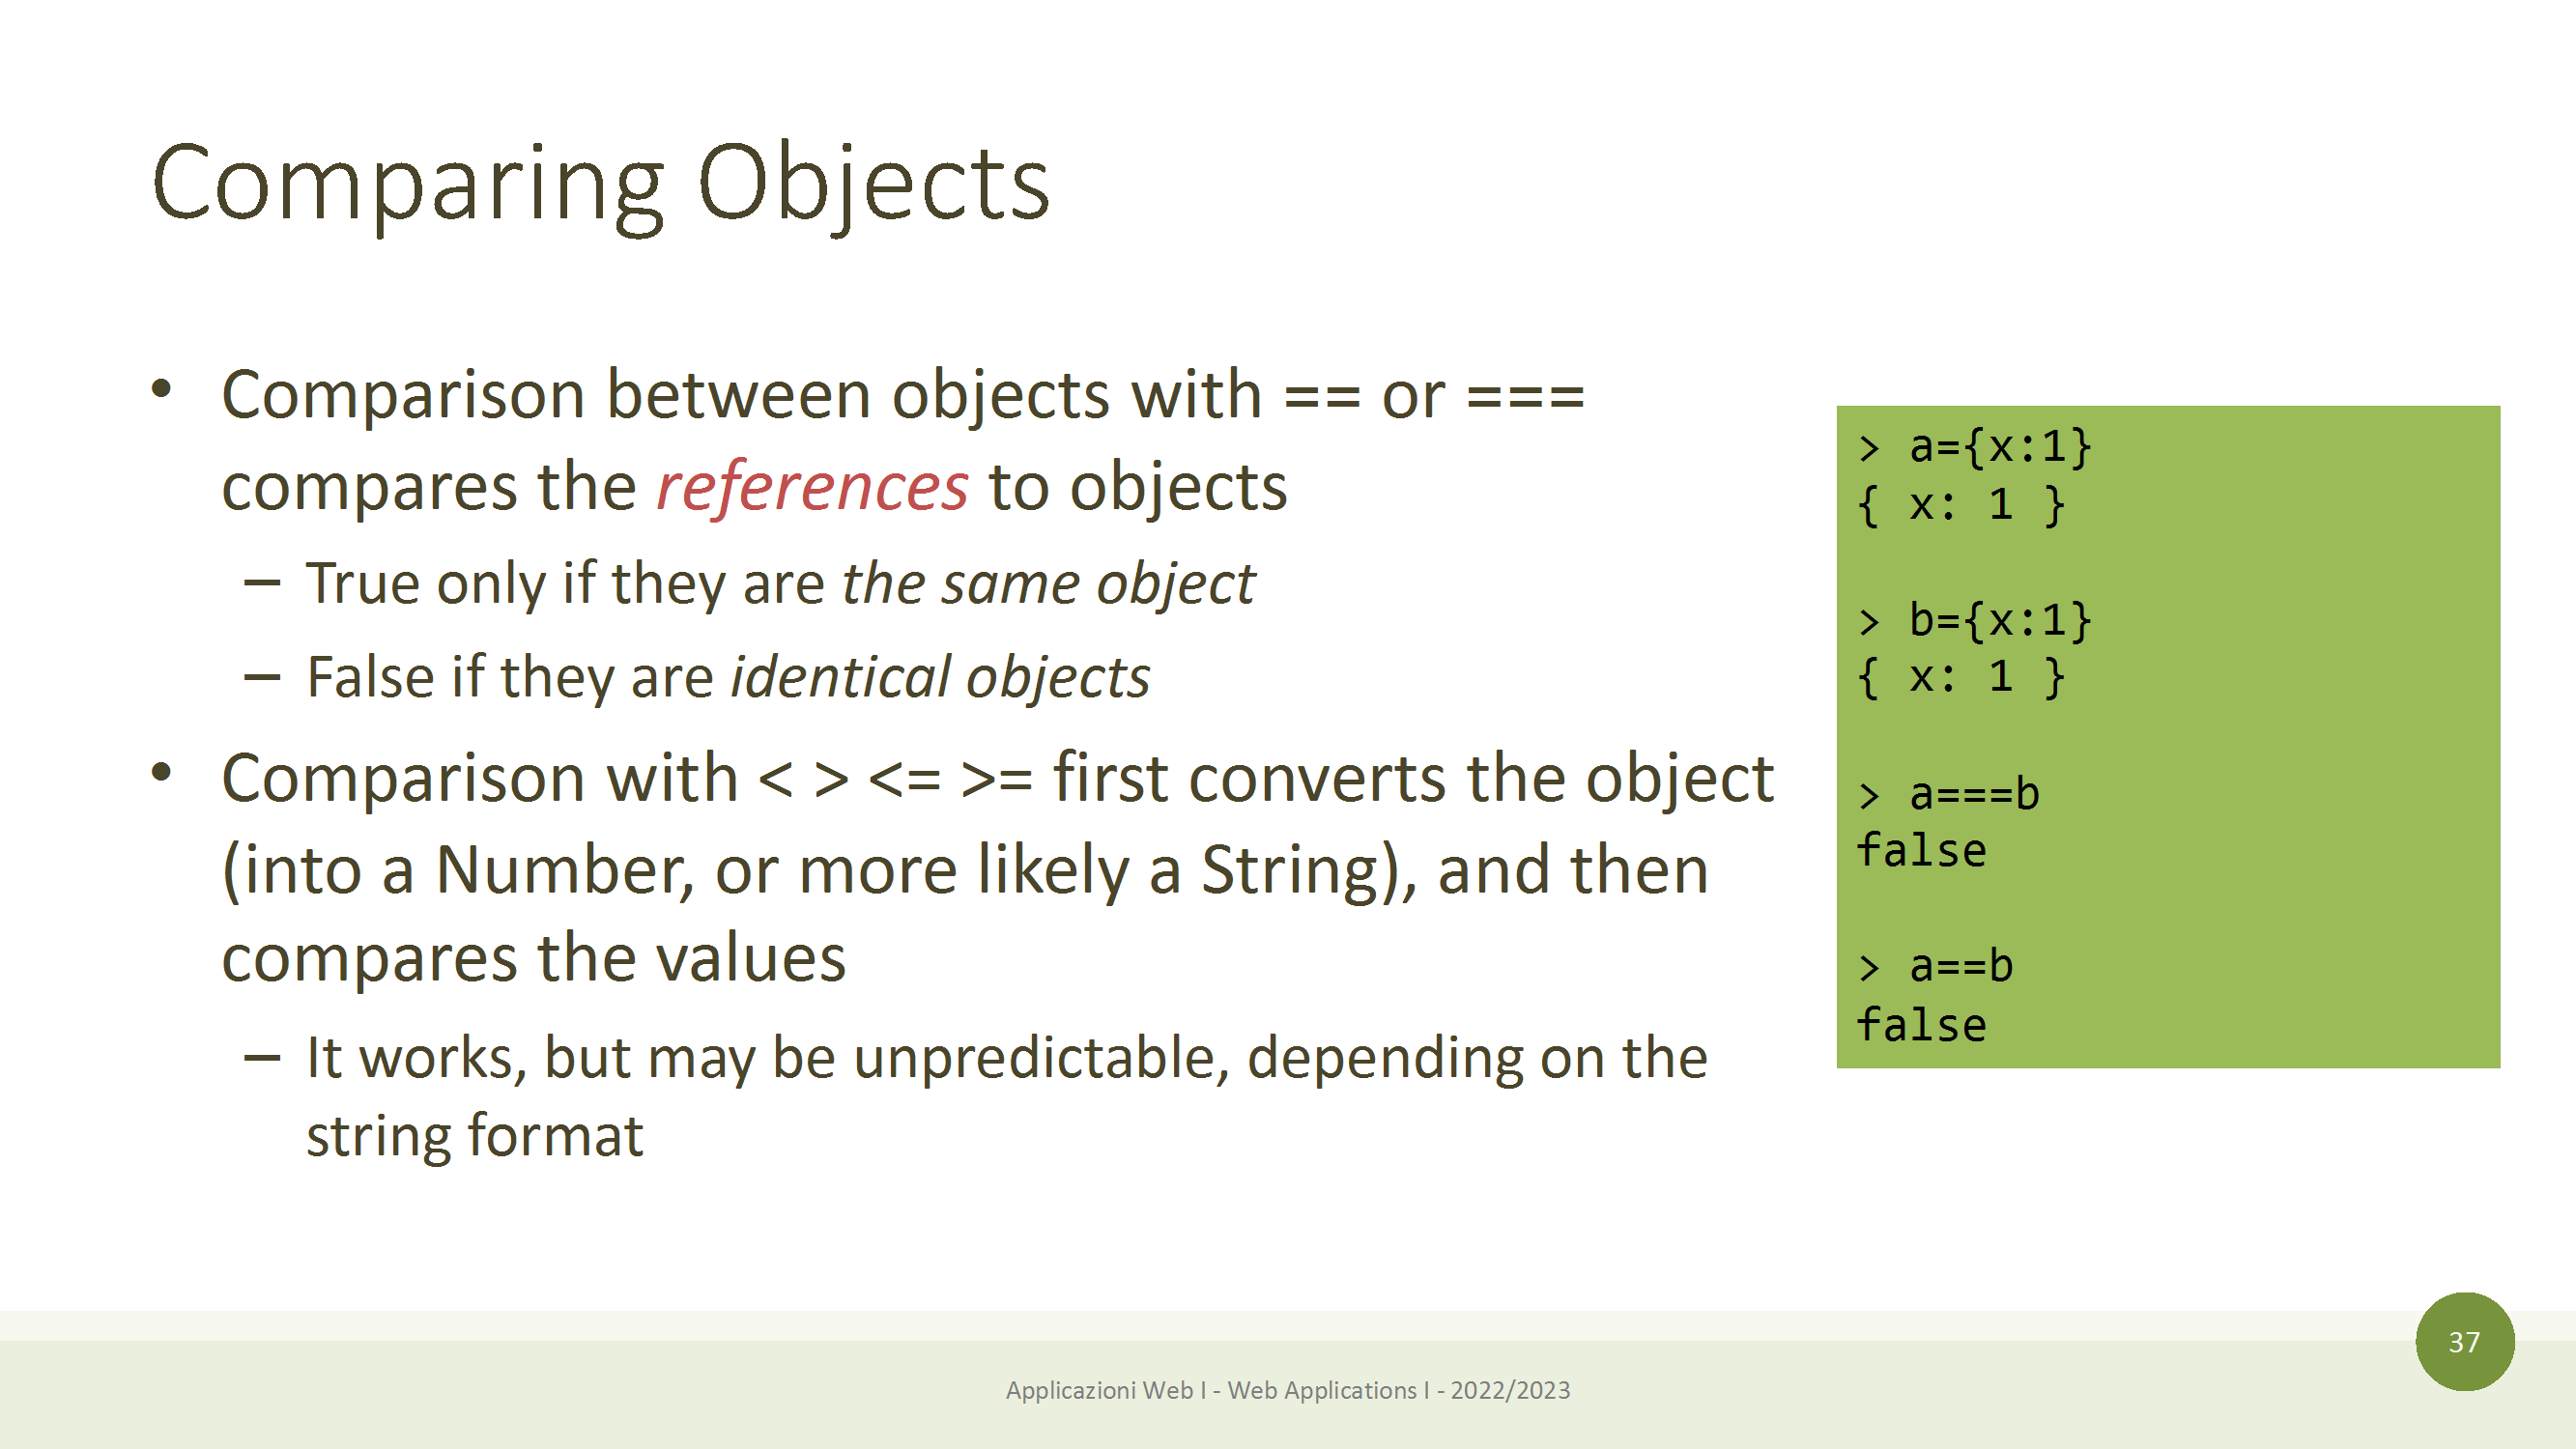 Comparing Objects
• Comparison between objects with == or ===
compares the references to objects
– True only if they are the same object
– False if they are identical objects
• Comparison with < > <= >= first converts the object
(into a Number, or more likely a String), and then
compares the values
– It works, but may be unpredictable, depending on the
string format
> a={x:1}
{ x: 1 }
> b={x:1}
{ x: 1 }
> a===b
false
> a==b
false
37
Applicazioni Web I - Web Applications I - 2022/2023